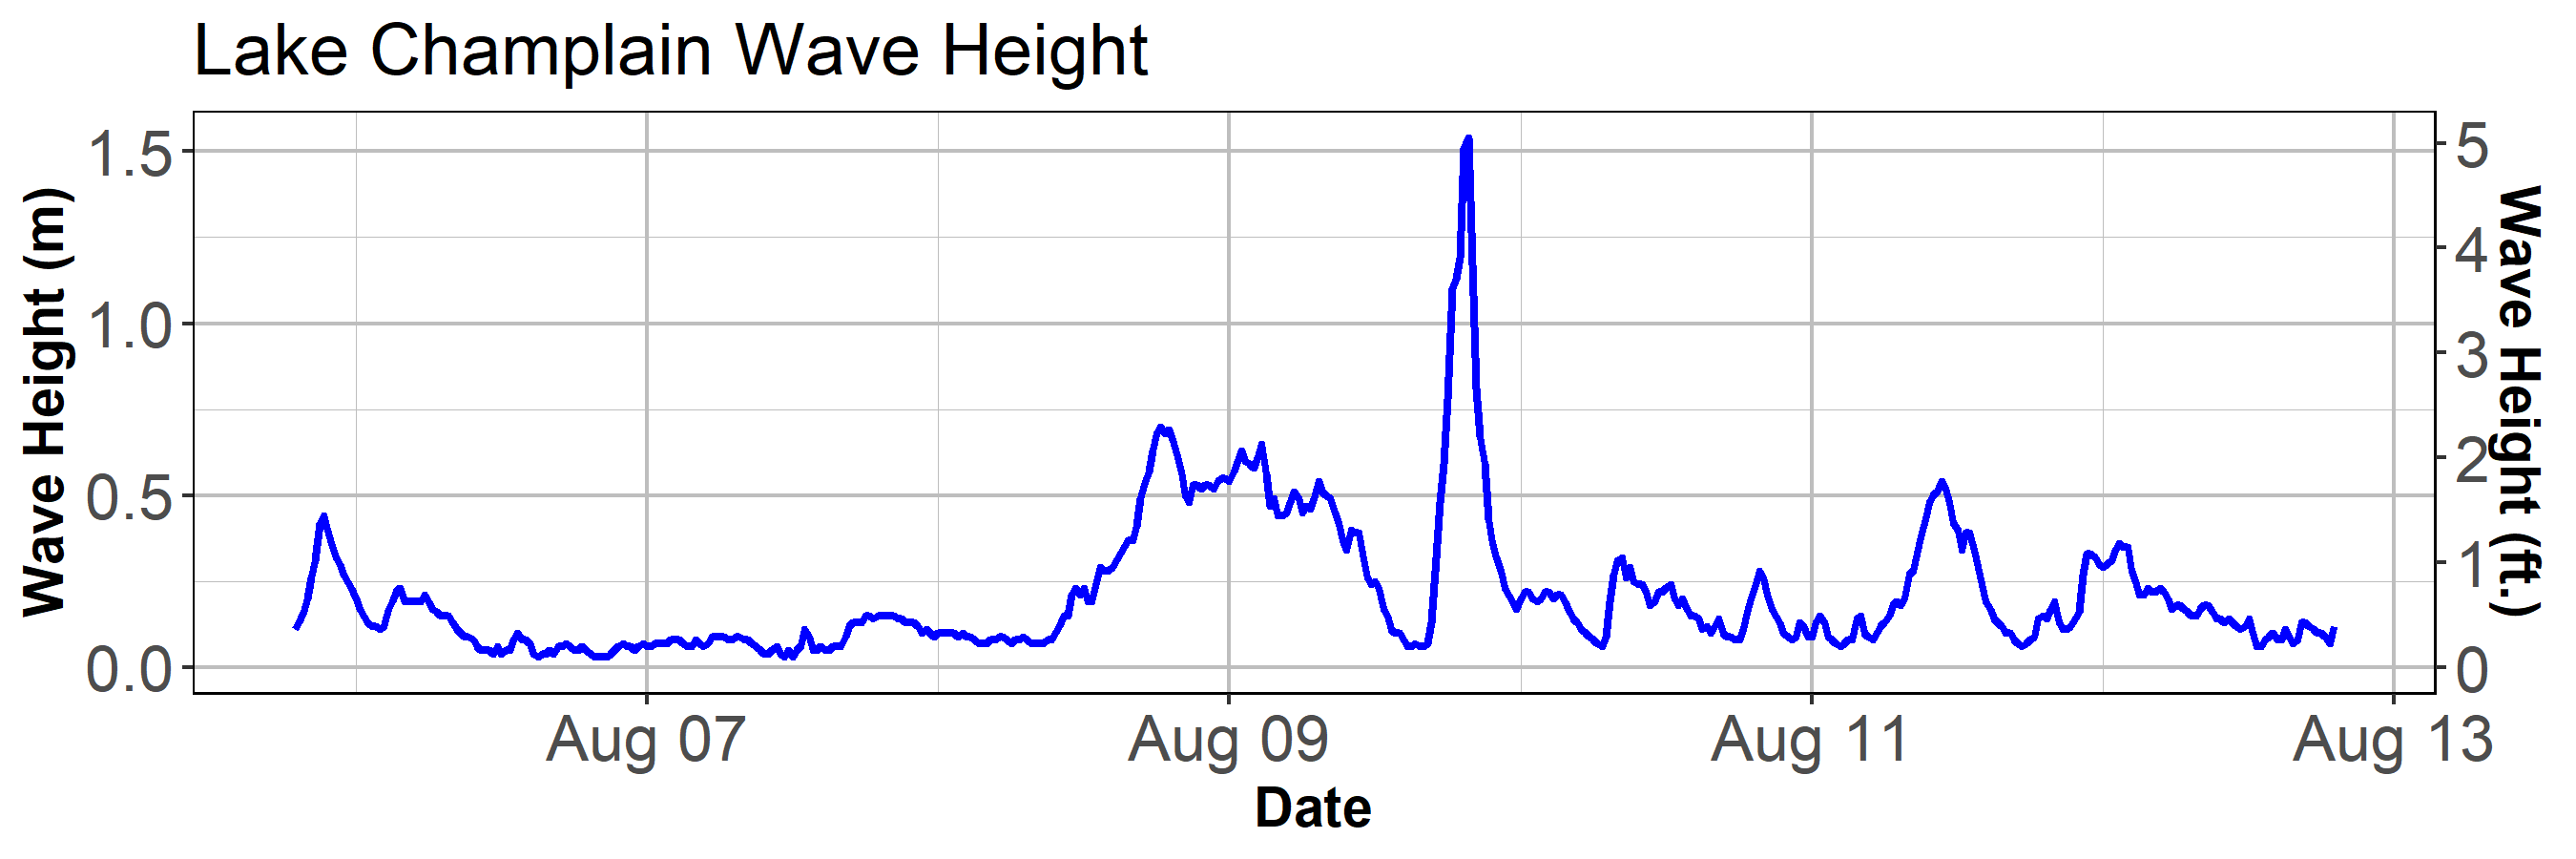 Lake Champlain Wave Height
Wave Height (m)
1.5
1.0
0.5
0.0
5
4
3
2
1
0
Wave Height (ft.)
Aug 07
Aug 09
Aug 11
Aug 13
Date